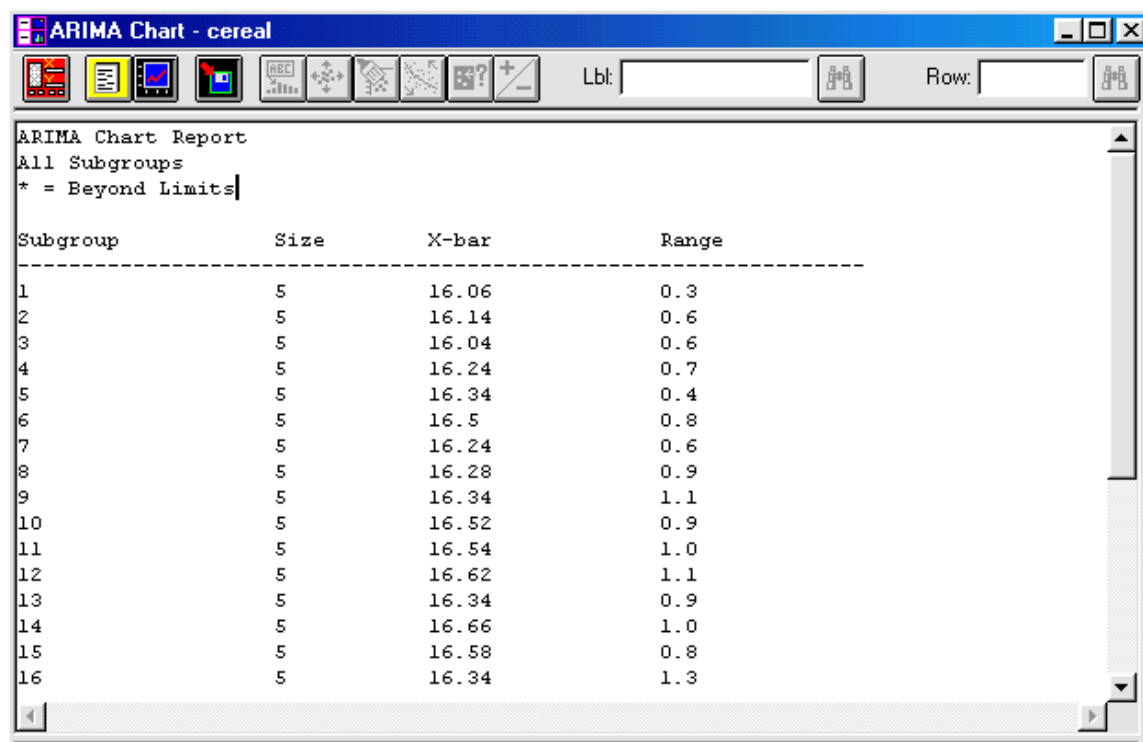 ARIMA Chart - cereal
ABC ? + - Lbl: Row:
ARIMA Chart Report
All Subgroups
* = Beyond Limits
Subgroup Size X-bar Range
--------------------------------------------------------------------
1 5 16.06 0.3
2 5 16.14 0.6
3 5 16.04 0.6
4 5 16.24 0.7
5 5 16.34 0.4
6 5 16.5 0.8
7 5 16.24 0.6
8 5 16.28 0.9
9 5 16.34 1.1
10 5 16.52 0.9
11 5 16.54 1.0
12 5 16.62 1.1
13 5 16.34 0.9
14 5 16.66 1.0
15 5 16.58 0.8
16 5 16.34 1.3